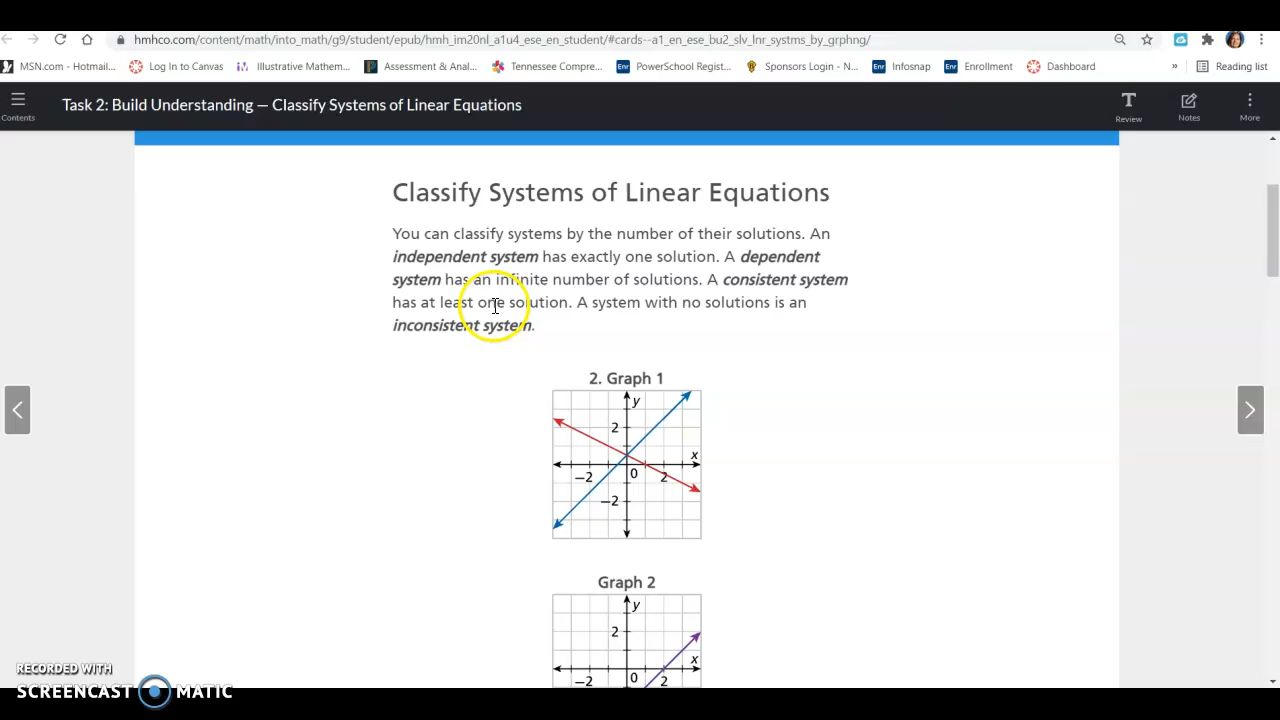 hmhco.com/content/math/into_math/g9/student/epub/hmh_im20nl_a1u4_ese_en_student/#cards--a1_en_ese_bu2_slv_lnr_systms_by_grphng/
MSN.com - Hotmail... Log In to Canvas Illustrative Mathem... Assessment & Anal... Tennessee Compre... Enr PowerSchool Regist... Sponsors Login - N... Enr Infosnap Enr Enrollment Dashboard » Reading list
Contents Task 2: Build Understanding — Classify Systems of Linear Equations Review Notes More
Classify Systems of Linear Equations
You can classify systems by the number of their solutions. An
independent system has exactly one solution. A dependent
system has an infinite number of solutions. A consistent system
has at least one solution. A system with no solutions is an
inconsistent system.
2. Graph 1
y
2
x
−2 0 2
−2
Graph 2
y
2
x
−2 0 2
RECORDED WITH
SCREENCAST MATIC